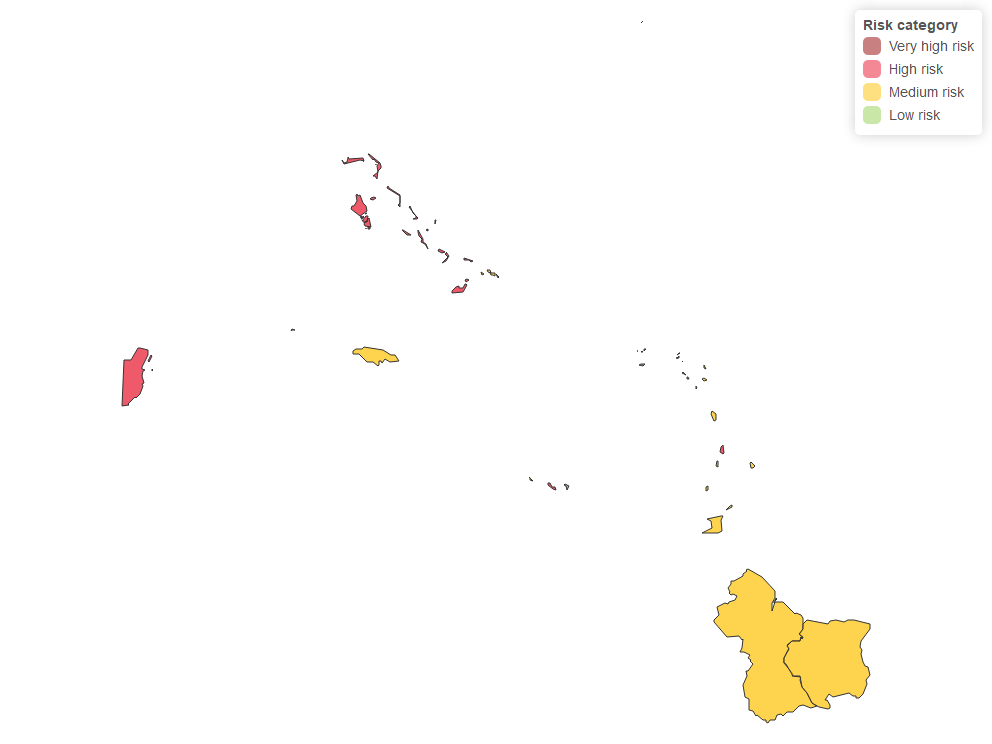 Risk category
Very high risk
High risk
Medium risk
Low risk